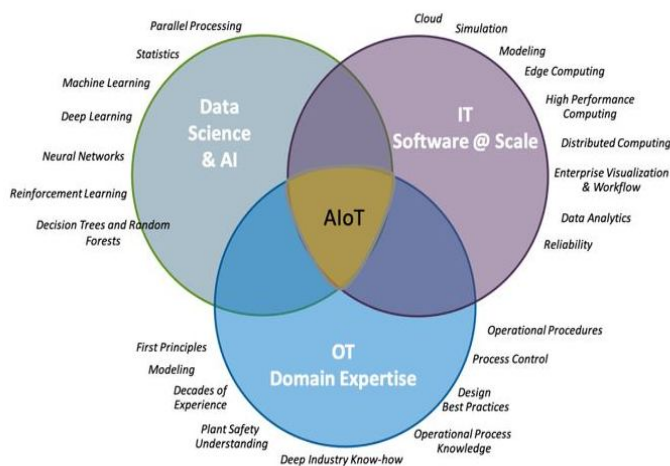 Parallel Processing
Statistics
Machine Learning
Deep Learning
Neural Networks
Reinforcement Learning
Decision Trees and Random
Forests
Data
Science
& AI
Cloud
Simulation
Modeling
Edge Computing
High Performance
Computing
Distributed Computing
Enterprise Visualization
& Workflow
Data Analytics
Reliability
IT
Software @ Scale
AIoT
OT
Domain Expertise
First Principles
Modeling
Decades of
Experience
Plant Safety
Understanding
Deep Industry Know-how
Operational Procedures
Process Control
Design
Best Practices
Operational Process
Knowledge